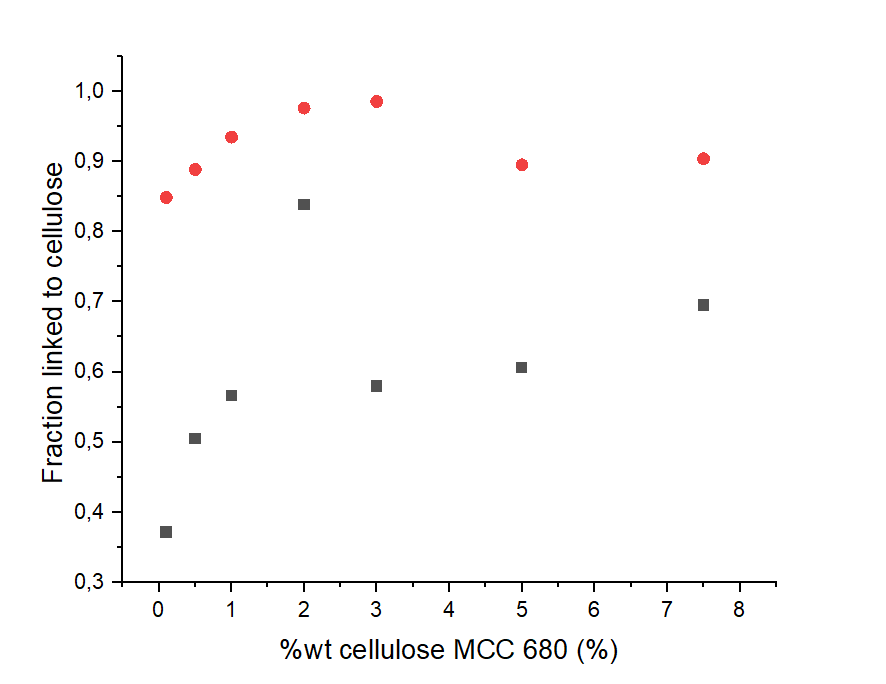 Fraction linked to cellulose
1,0
0,9
0,8
0,7
0,6
0,5
0,4
0,3
0 1 2 3 4 5 6 7 8
%wt cellulose MCC 680 (%)